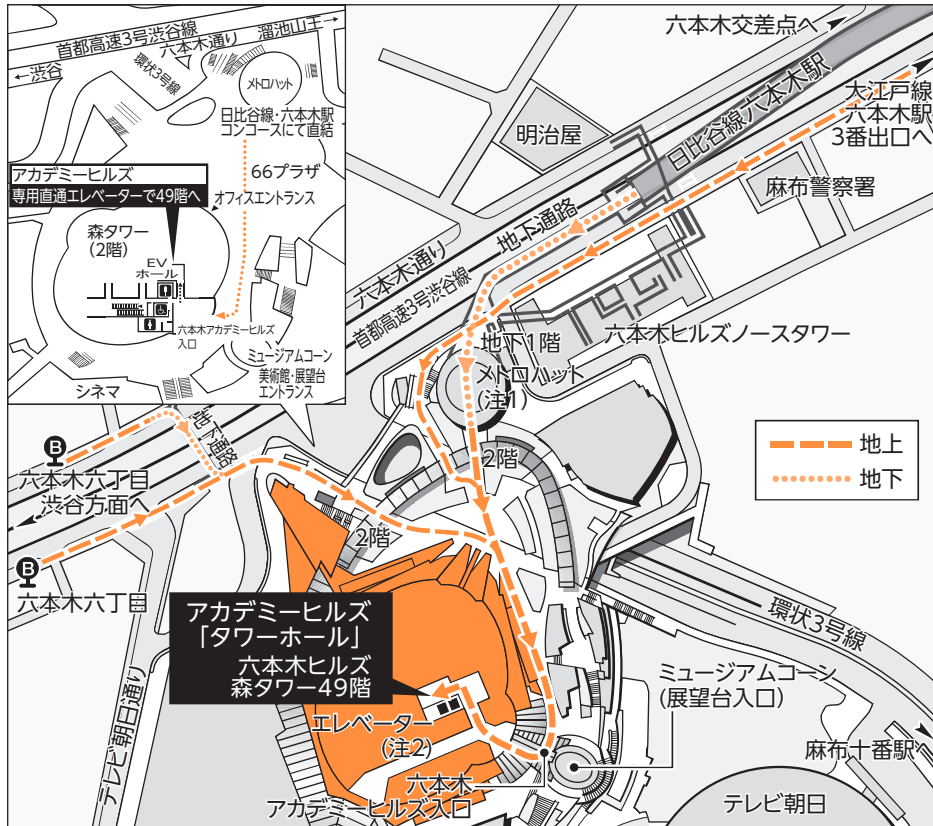 首都高速3号渋谷線
六本木通り
溜池山王→
←渋谷
環状3号線
メトロハット
日比谷線・六本木駅
コンコースにて直結
66プラザ
アカデミーヒルズ
専用直通エレベーターで49階へ
オフィスエントランス
森タワー
(2階)
EV
ホール
六本木アカデミーヒルズ
入口
ミュージアムコーン
美術館・展望台
エントランス
シネマ
六本木交差点へ
日比谷線六本木駅
大江戸線
六本木駅
3番出口へ
明治屋
麻布警察署
地下通路
六本木通り
首都高速3号渋谷線
六本木ヒルズノースタワー
地下1階
メトロハット
(注1)
地上
地下
2階
2階
地下通路
B
六本木六丁目
渋谷方面へ
B
六本木六丁目
アカデミーヒルズ
「タワーホール」
六本木ヒルズ
森タワー49階
エレベーター
(注2)
六本木
アカデミーヒルズ入口
テレビ朝日通り
環状3号線
ミュージアムコーン
(展望台入口)
麻布十番駅へ
テレビ朝日